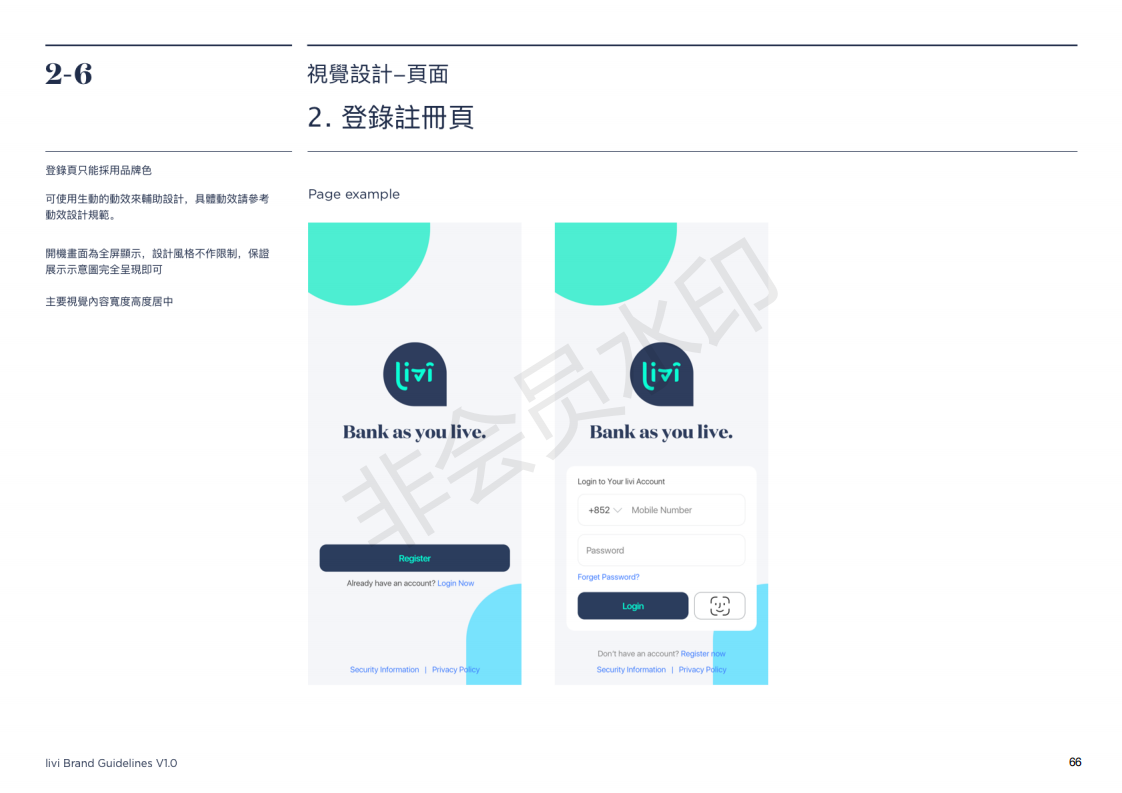 2-6
視覺設計–頁面
2. 登錄註冊頁
登錄頁只能採用品牌色
可使用生動的動效來輔助設計，具體動效請參考
動效設計規範。
開機畫面為全屏顯示，設計風格不作限制，保證
展示示意圖完全呈現即可
主要視覺內容寬度高度居中
Page example
livi
Bank as you live.
Register
Already have an account? Login Now
Security Information | Privacy Policy
livi
Bank as you live.
Login to Your livi Account
+852 Mobile Number
Password
Forget Password?
Login
Don't have an account? Register now
Security Information | Privacy Policy
非会员水印
livi Brand Guidelines V1.0
66